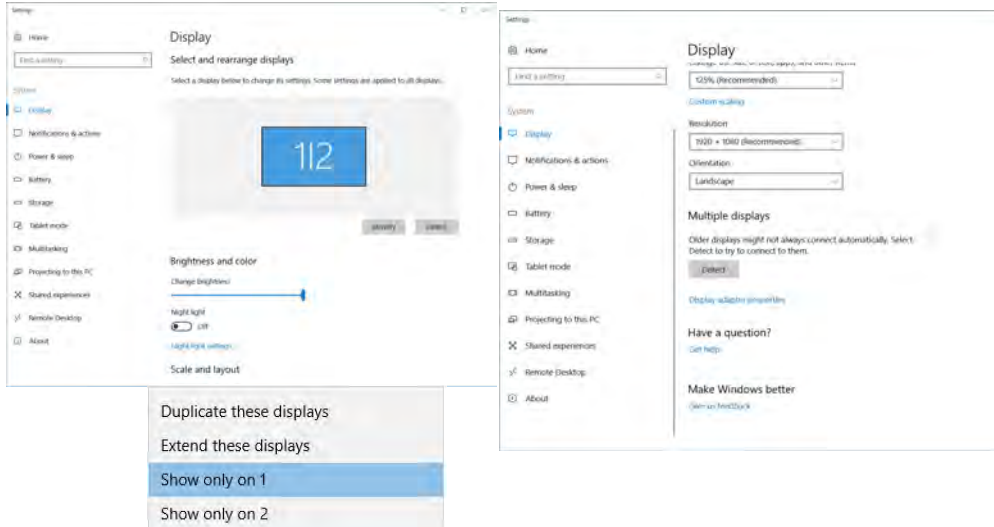 Settings
Home
Display
Find a setting
Select and rearrange displays
Select a display below to change its settings. Some settings are applied to all displays.
System
Display
Notifications & actions
Power & sleep
Battery
Storage
Tablet mode
Multitasking
Projecting to this PC
Shared experiences
Remote Desktop
About
1|2
Identify
Detect
Brightness and color
Change brightness
Night light
Off
Night light settings
Scale and layout
Duplicate these displays
Extend these displays
Show only on 1
Show only on 2
Settings
Home
Find a setting
System
Display
Notifications & actions
Power & sleep
Battery
Storage
Tablet mode
Multitasking
Projecting to this PC
Shared experiences
Remote Desktop
About
Display
125% (Recommended)
Custom scaling
Resolution
1920 × 1080 (Recommended)
Orientation
Landscape
Multiple displays
Older displays might not always connect automatically. Select
Detect to try to connect to them.
Detect
Display adapter properties
Have a question?
Get help
Make Windows better
Give us feedback